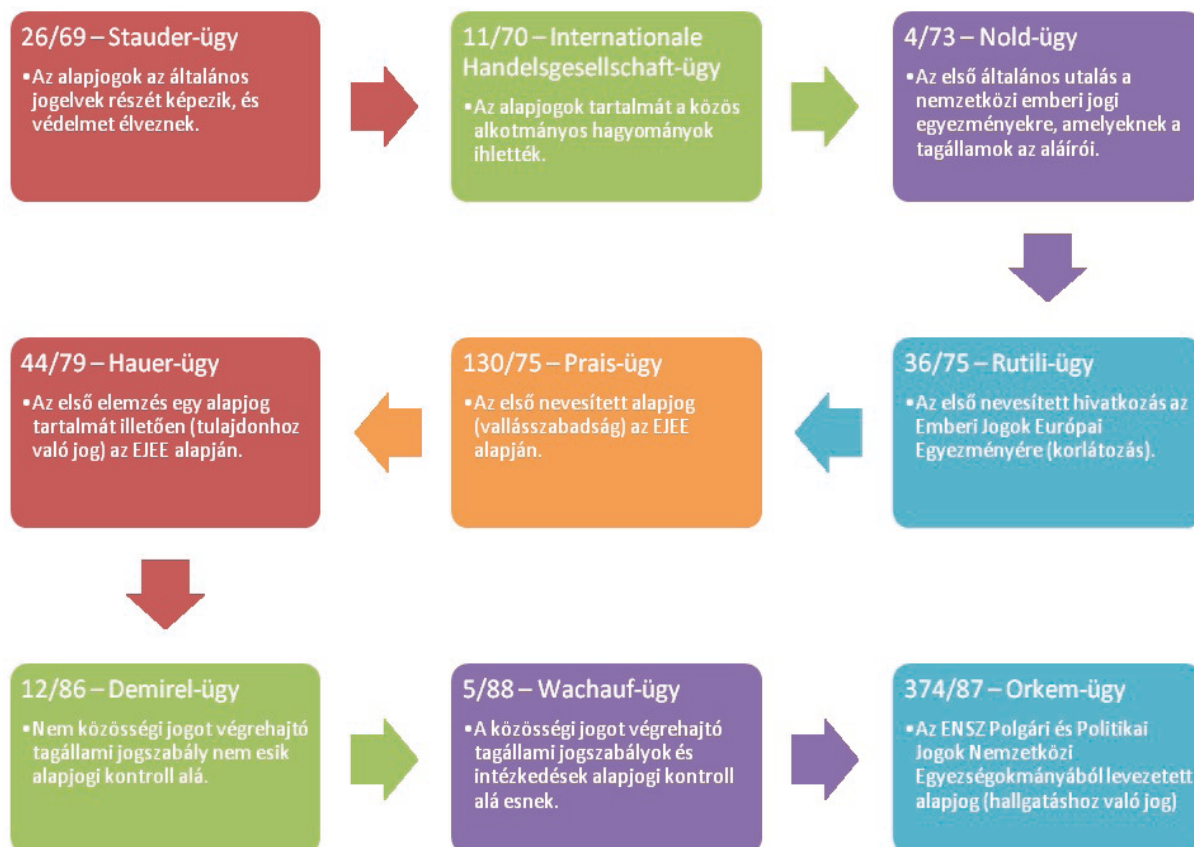 26/69 – Stauder-ügy
•Az alapjogok az általános
jogelvek részét képezik, és
védelmet élveznek.
11/70 – Internationale
Handelsgesellschaft-ügy
•Az alapjogok tartalmát a közös
alkotmányos hagyományok
ihlették.
4/73 – Nold-ügy
•Az első általános utalás a
nemzetközi emberi jogi
egyezményekre, amelyeknek a
tagállamok az aláírói.
36/75 – Rutili-ügy
•Az első nevesített hivatkozás az
Emberi Jogok Európai
Egyezményére (korlátozás).
130/75 – Prais-ügy
•Az első nevesített alapjog
(vallásszabadság) az EJEE
alapján.
44/79 – Hauer-ügy
•Az első elemzés egy alapjog
tartalmát illetően (tulajdonhoz
való jog) az EJEE alapján.
12/86 – Demirel-ügy
•Nem közösségi jogot végrehajtó
tagállami jogszabály nem esik
alapjogi kontroll alá.
5/88 – Wachauf-ügy
•A közösségi jogot végrehajtó
tagállami jogszabályok és
intézkedések alapjogi kontroll
alá esnek.
374/87 – Orkem-ügy
•Az ENSZ Polgári és Politikai
Jogok Nemzetközi
Egyezségokmányából levezetett
alapjog (hallgatáshoz való jog)